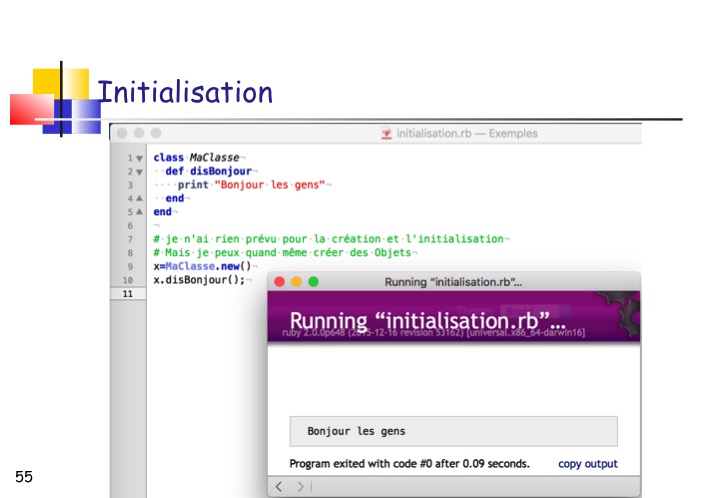 Initialisation
initialisation.rb — Exemples
1 class MaClasse
2 def disBonjour
3 print "Bonjour les gens"
4 end
5 end
6
7 # je n'ai rien prévu pour la création et l'initialisation
8 # Mais je peux quand même créer des Objets
9 x=MaClasse.new()
10 x.disBonjour();
11
Running “initialisation.rb”…
Running “initialisation.rb”…
ruby 2.0.0p648 (2015-12-16 revision 53162) [universal.x86_64-darwin16]
Bonjour les gens
Program exited with code #0 after 0.09 seconds. copy output
55